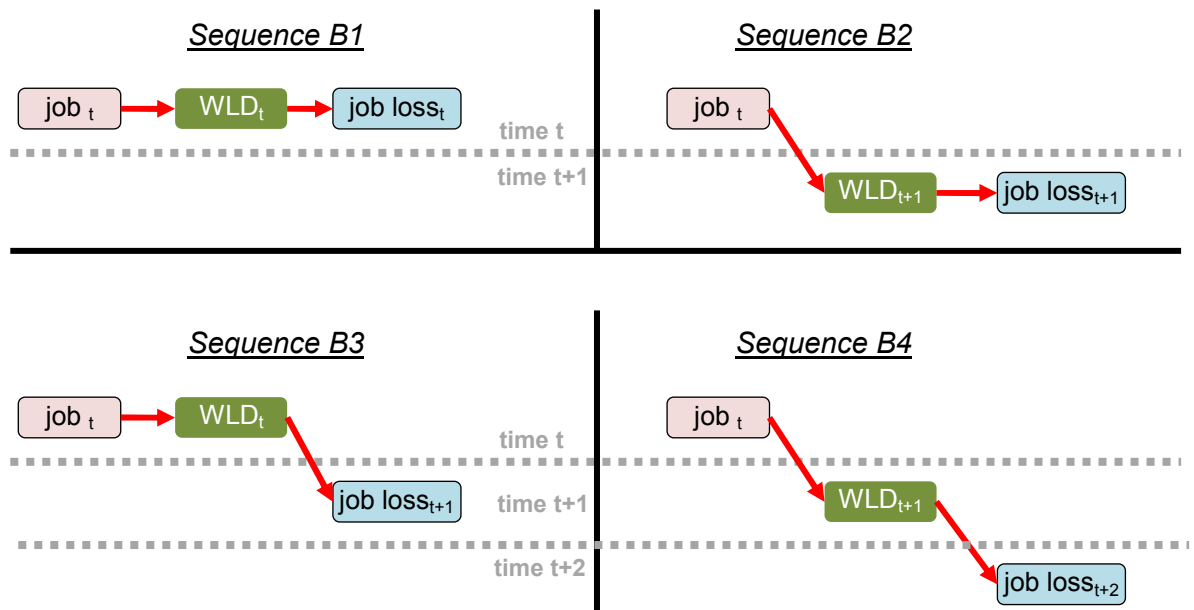 Sequence B1
job t
WLDt
job losst
time t
time t+1
Sequence B2
job t
WLDt+1
job losst+1
Sequence B3
job t
WLDt
job losst+1
time t
time t+1
time t+2
Sequence B4
job t
WLDt+1
job losst+2